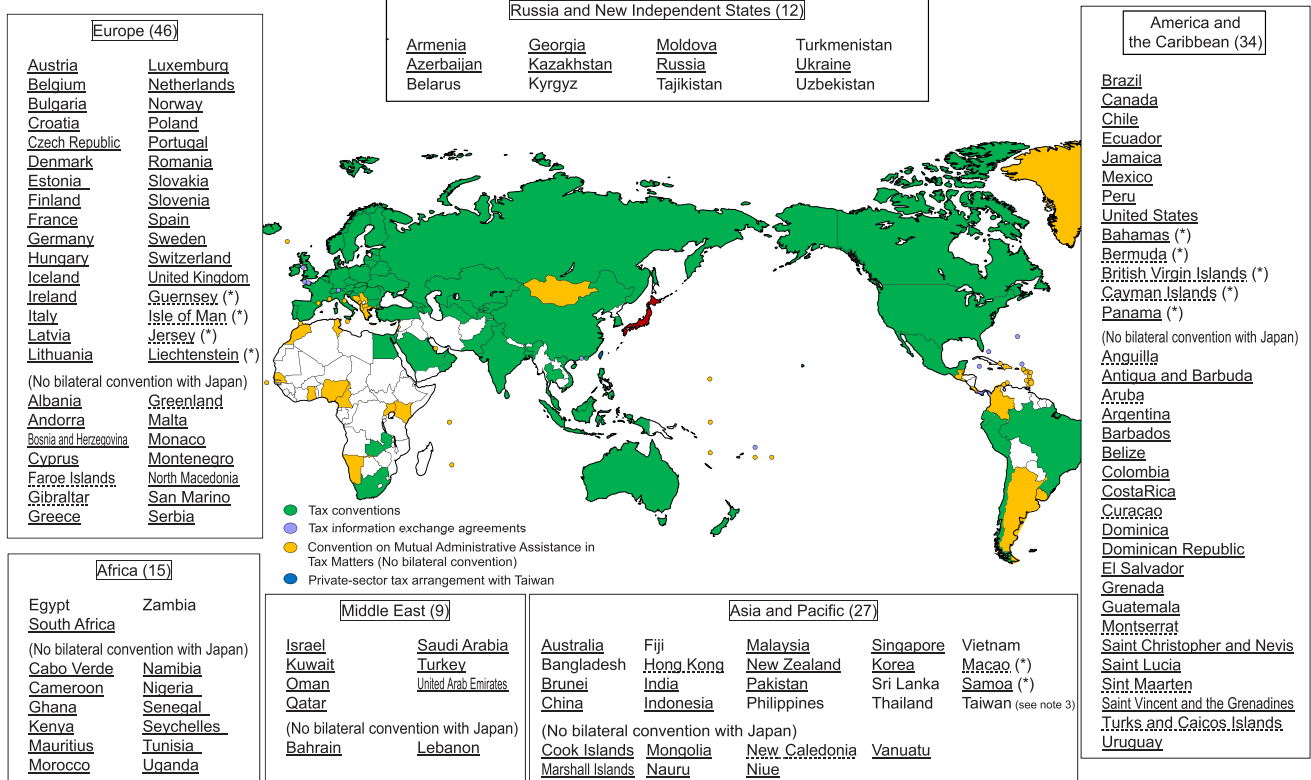 Europe (46)
Austria Luxemburg
Belgium Netherlands
Bulgaria Norway
Croatia Poland
Czech Republic Portugal
Denmark Romania
Estonia Slovakia
Finland Slovenia
France Spain
Germany Sweden
Hungary Switzerland
Iceland United Kingdom
Ireland Guernsey (*)
Italy Isle of Man (*)
Latvia Jersey (*)
Lithuania Liechtenstein (*)
(No bilateral convention with Japan)
Albania Greenland
Andorra Malta
Bosnia and Herzegovina Monaco
Cyprus Montenegro
Faroe Islands North Macedonia
Gibraltar San Marino
Greece Serbia
Russia and New Independent States (12)
Armenia Georgia Moldova Turkmenistan
Azerbaijan Kazakhstan Russia Ukraine
Belarus Kyrgyz Tajikistan Uzbekistan
America and
the Caribbean (34)
Brazil
Canada
Chile
Ecuador
Jamaica
Mexico
Peru
United States
Bahamas (*)
Bermuda (*)
British Virgin Islands (*)
Cayman Islands (*)
Panama (*)
(No bilateral convention with Japan)
Anguilla
Antigua and Barbuda
Aruba
Argentina
Barbados
Belize
Colombia
CostaRica
Curacao
Dominica
Dominican Republic
El Salvador
Grenada
Guatemala
Montserrat
Saint Christopher and Nevis
Saint Lucia
Sint Maarten
Saint Vincent and the Grenadines
Turks and Caicos Islands
Uruguay
Tax conventions
Tax information exchange agreements
Convention on Mutual Administrative Assistance in
Tax Matters (No bilateral convention)
Private-sector tax arrangement with Taiwan
Africa (15)
Egypt Zambia
South Africa
(No bilateral convention with Japan)
Cabo Verde Namibia
Cameroon Nigeria
Ghana Senegal
Kenya Seychelles
Mauritius Tunisia
Morocco Uganda
Middle East (9)
Israel Saudi Arabia
Kuwait Turkey
Oman United Arab Emirates
Qatar
(No bilateral convention with Japan)
Bahrain Lebanon
Asia and Pacific (27)
Australia Fiji Malaysia Singapore Vietnam
Bangladesh Hong Kong New Zealand Korea Macao (*)
Brunei India Pakistan Sri Lanka Samoa (*)
China Indonesia Philippines Thailand Taiwan (see note 3)
(No bilateral convention with Japan)
Cook Islands Mongolia New Caledonia Vanuatu
Marshall Islands Nauru Niue